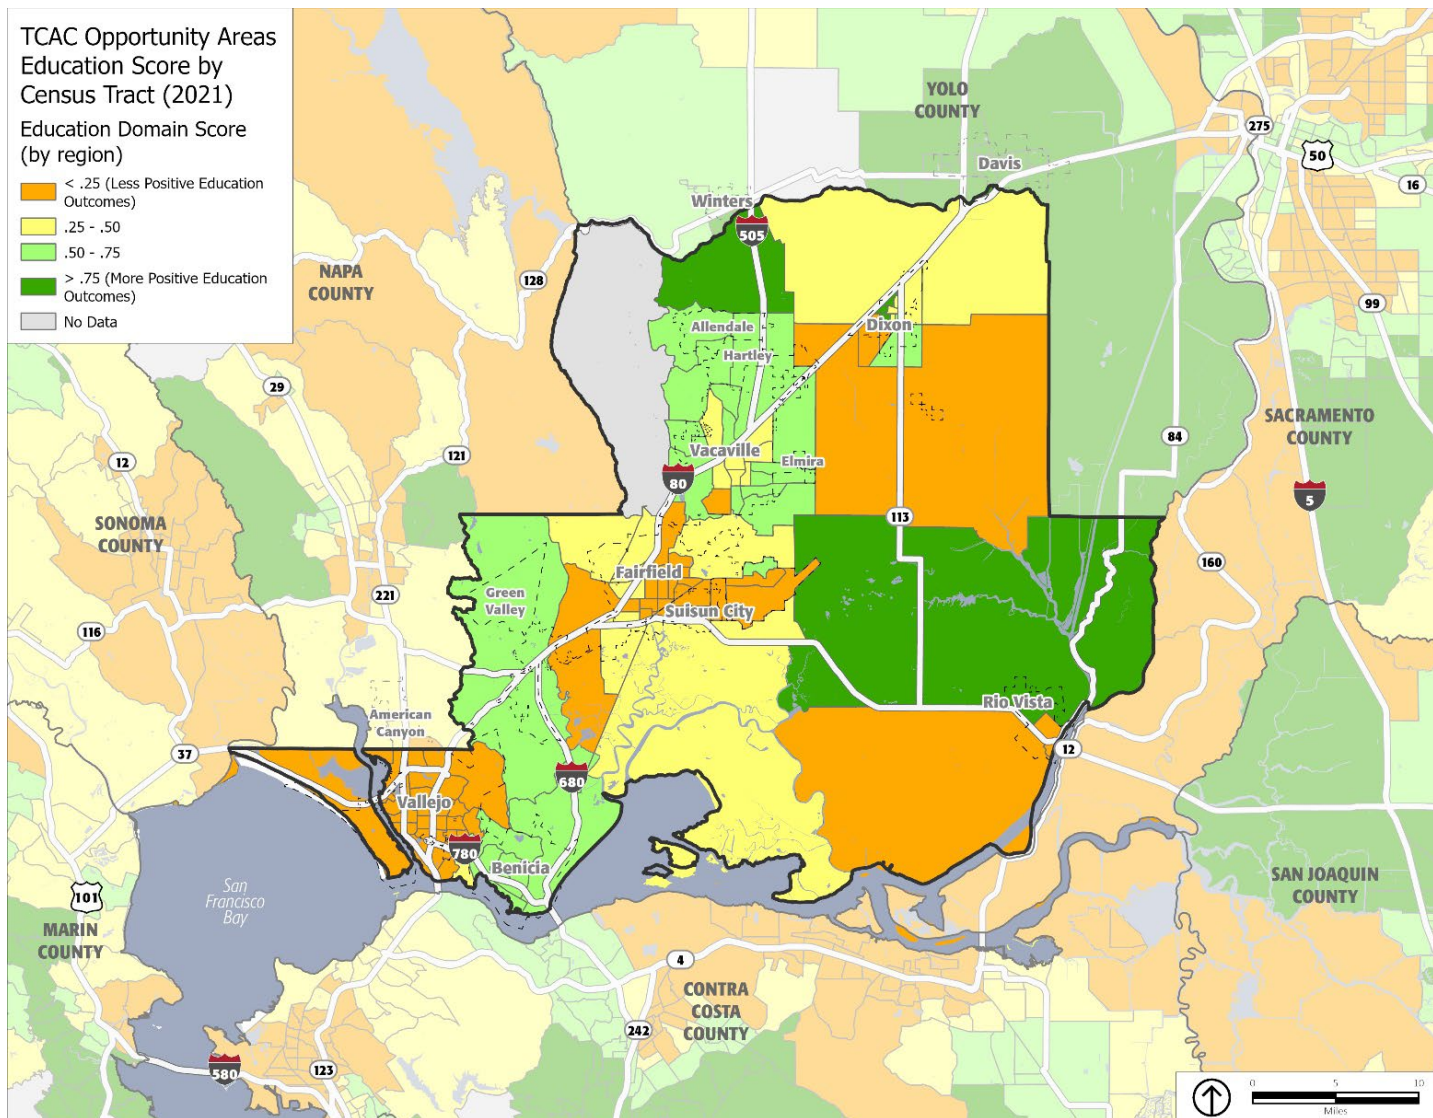 TCAC Opportunity Areas
Education Score by
Census Tract (2021)
Education Domain Score
(by region)
< .25 (Less Positive Education
Outcomes)
.25 - .50
.50 - .75
> .75 (More Positive Education
Outcomes)
No Data
YOLO
COUNTY
Davis
275
50
16
Winters
505
NAPA
COUNTY
128
99
Allendale
Dixon
Hartley
29
SACRAMENTO
COUNTY
84
121
12
Vacaville
Elmira
80
5
SONOMA
COUNTY
113
160
Fairfield
Green
Valley
221
Suisun City
116
Rio Vista
American
Canyon
37
12
680
Vallejo
780
Benicia
San
Francisco
Bay
101
MARIN
COUNTY
SAN JOAQUIN
COUNTY
4
CONTRA
COSTA
COUNTY
242
580
123
0
5
10
Miles